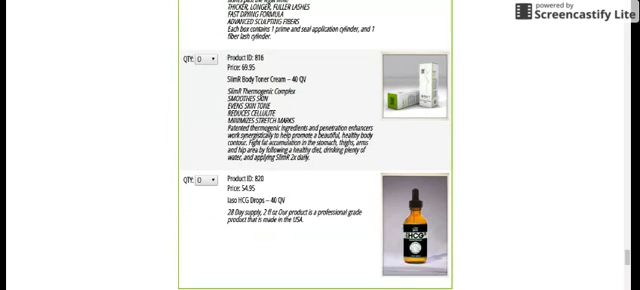 THICKER, LONGER, FULLER LASHES
FAST DRYING FORMULA
ADVANCED SCULPTING FIBERS
Each box contains 1 prime and seal application cylinder, and 1
fiber lash cylinder.
QTY: 0
Product ID: 816
Price: 69.95
SlimR Body Toner Cream – 40 QV
SlimR Thermogenic Complex
SMOOTHES SKIN
EVENS SKIN TONE
REDUCES CELLULITE
MINIMIZES STRETCH MARKS
Patented thermogenic ingredients and penetration enhancers
work synergistically to help promote a beautiful, healthy body
contour. Fight fat accumulation in the stomach, thighs, arms
and hip area by following a healthy diet, drinking plenty of
water, and applying SlimR 2x daily.
QTY: 0
Product ID: 820
Price: 54.95
Iaso HCG Drops – 40 QV
28 Day supply, 2 fl oz Our product is a professional grade
product that is made in the USA.
HCG
powered by
Screencastify Lite